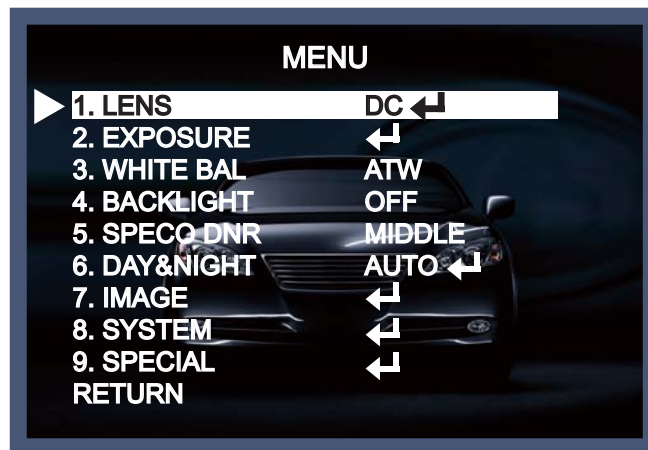 MENU
1. LENS DC
2. EXPOSURE
3. WHITE BAL ATW
4. BACKLIGHT OFF
5. SPECO DNR MIDDLE
6. DAY&NIGHT AUTO
7. IMAGE
8. SYSTEM
9. SPECIAL
RETURN